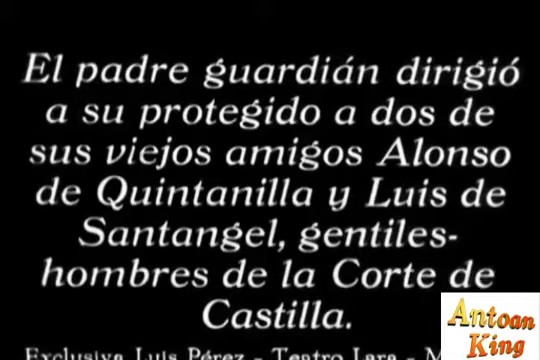 El padre guardián dirigió
a su protegido a dos de
sus viejos amigos Alonso
de Quintanilla y Luis de
Santangel, gentiles-
hombres de la Corte de
Castilla.
Exclusiva Luis Pérez - Teatro Lara -
Antoan
King